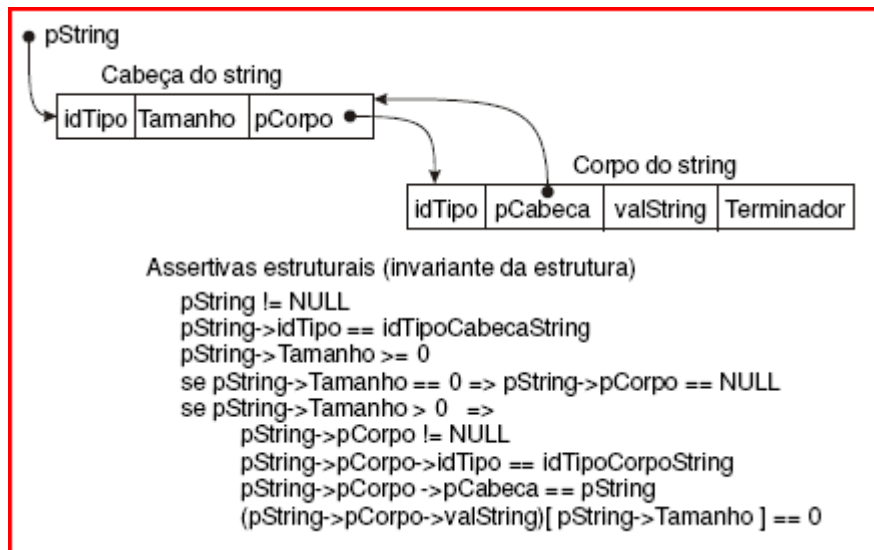 pString
Cabeça do string
idTipo Tamanho pCorpo
Corpo do string
idTipo pCabeca valString Terminador
Assertivas estruturais (invariante da estrutura)
pString != NULL
pString->idTipo == idTipoCabecaString
pString->Tamanho >= 0
se pString->Tamanho == 0 => pString->pCorpo == NULL
se pString->Tamanho > 0 =>
pString->pCorpo != NULL
pString->pCorpo->idTipo == idTipoCorpoString
pString->pCorpo ->pCabeca == pString
(pString->pCorpo->valString)[ pString->Tamanho ] == 0